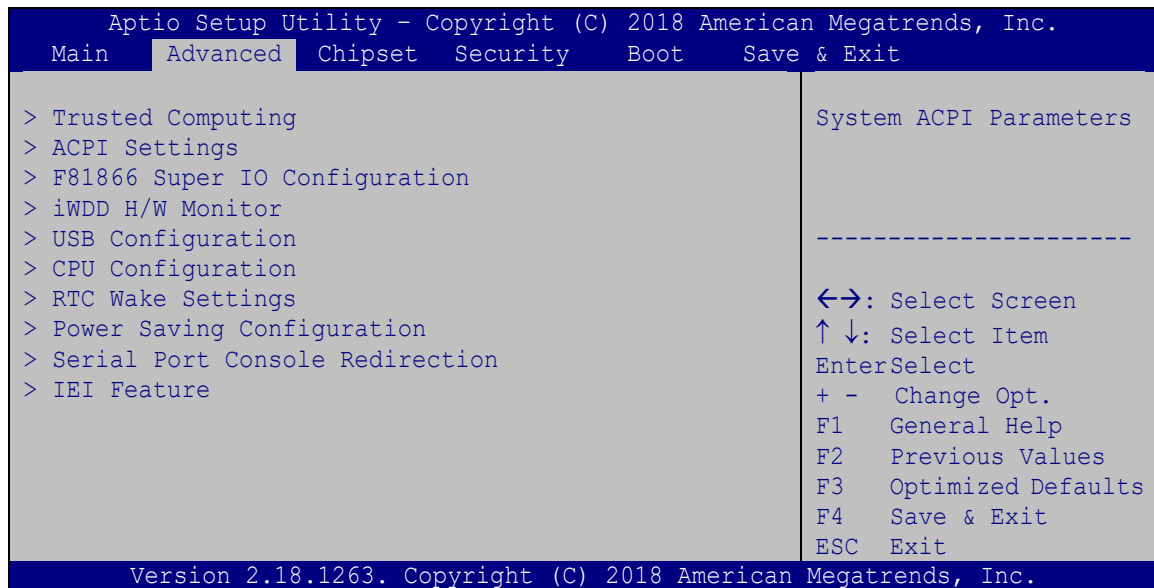 Aptio Setup Utility – Copyright (C) 2018 American Megatrends, Inc.
Main Advanced Chipset Security Boot Save & Exit
> Trusted Computing
> ACPI Settings
> F81866 Super IO Configuration
> iWDD H/W Monitor
> USB Configuration
> CPU Configuration
> RTC Wake Settings
> Power Saving Configuration
> Serial Port Console Redirection
> IEI Feature
System ACPI Parameters
----------------------
←→: Select Screen
↑ ↓: Select Item
EnterSelect
+ - Change Opt.
F1 General Help
F2 Previous Values
F3 Optimized Defaults
F4 Save & Exit
ESC Exit
Version 2.18.1263. Copyright (C) 2018 American Megatrends, Inc.